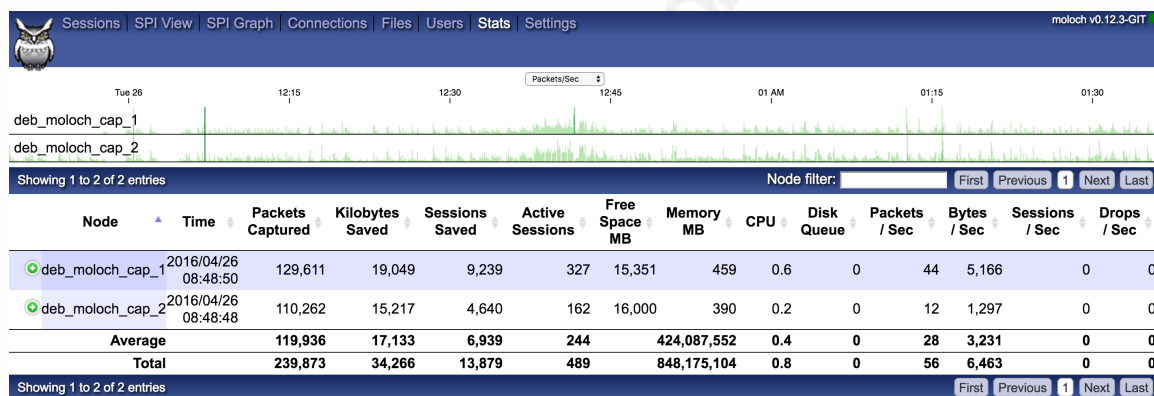 Sessions SPI View SPI Graph Connections Files Users Stats Settings moloch v0.12.3-GIT
Packets/Sec
Tue 26 12:15 12:30 12:45 01 AM 01:15 01:30
deb_moloch_cap_1
deb_moloch_cap_2
Showing 1 to 2 of 2 entries Node filter: First Previous 1 Next Last
Node Time Packets Captured Kilobytes Saved Sessions Saved Active Sessions Free Space MB Memory MB CPU Disk Queue Packets / Sec Bytes / Sec Sessions / Sec Drops / Sec
deb_moloch_cap_1 2016/04/26 08:48:50 129,611 19,049 9,239 327 15,351 459 0.6 0 44 5,166 0 0
deb_moloch_cap_2 2016/04/26 08:48:48 110,262 15,217 4,640 162 16,000 390 0.2 0 12 1,297 0 0
Average 119,936 17,133 6,939 244 424,087,552 0.4 0 28 3,231 0 0
Total 239,873 34,266 13,879 489 848,175,104 0.8 0 56 6,463 0 0
Showing 1 to 2 of 2 entries First Previous 1 Next Last